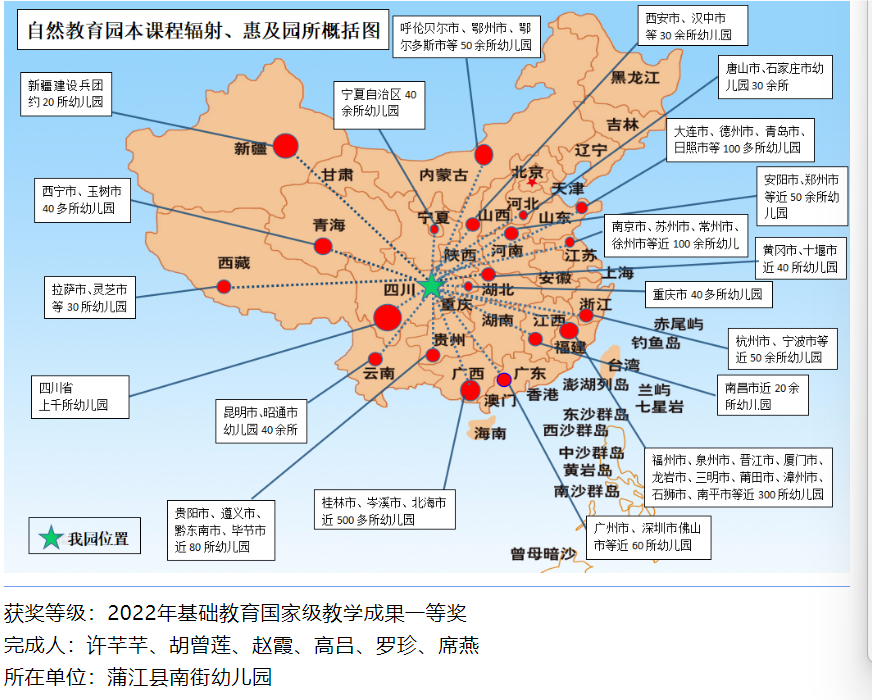 自然教育园本课程辐射、惠及园所概括图
呼伦贝尔市、鄂州市、鄂
尔多斯市等50余所幼儿园
西安市、汉中市
等30余所幼儿园
新疆建设兵团
约20所幼儿园
宁夏自治区40
余所幼儿园
唐山市、石家庄市幼
儿园30余所
大连市、德州市、青岛市、
日照市等100多所幼儿园
西宁市、玉树市
40多所幼儿园
安阳市、郑州市
等近50余所幼
儿园
南京市、苏州市、常州市、
徐州市等近100余所幼儿
黄冈市、十堰市
近40所幼儿园
拉萨市、灵芝市
等30所幼儿园
重庆市40多所幼儿园
杭州市、宁波市等
近50余所幼儿园
四川省
上千所幼儿园
南昌市近20余
所幼儿园
昆明市、昭通市
幼儿园40余所
福州市、泉州市、晋江市、厦门市、
龙岩市、三明市、莆田市、漳州市、
石狮市、南平市等近300所幼儿园
贵阳市、遵义市、
黔东南市、毕节市
近80所幼儿园
桂林市、岑溪市、北海市
近500多所幼儿园
广州市、深圳市佛山
市等近60所幼儿园
黑龙江
吉林
辽宁
新疆
甘肃
内蒙古
北京
天津
河北
山西
山东
宁夏
青海
陕西
河南
江苏
西藏
四川
安徽
上海
湖北
重庆
浙江
湖南
江西
赤尾屿
钓鱼岛
贵州
福建
台湾
云南
广西
广东
澎湖列岛
兰屿
香港
澳门
七星岩
东沙群岛
海南
西沙群岛
中沙群岛
黄岩岛
南沙群岛
曾母暗沙
我园位置
获奖等级：2022年基础教育国家级教学成果一等奖
完成人：许芊芊、胡曾莲、赵霞、高吕、罗珍、席燕
所在单位：蒲江县南街幼儿园